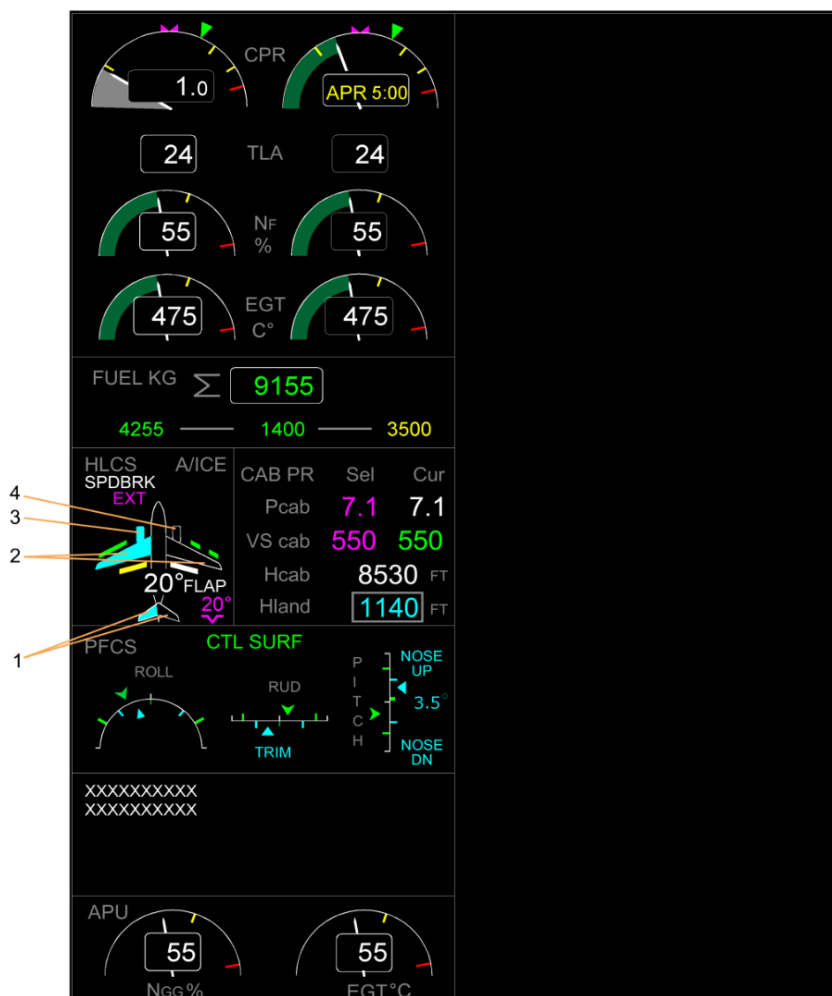 CPR
1.0
APR 5:00
24 TLA 24
55 NF % 55
475 EGT C° 475
FUEL KG Σ 9155
4255 1400 3500
HLCS A/ICE
SPDBRK
EXT
4
3
2
20° FLAP
20°
1
CAB PR Sel Cur
Pcab 7.1 7.1
VS cab 550 550
Hcab 8530 FT
Hland 1140 FT
PFCS CTL SURF
ROLL
RUD
TRIM
PITCH
NOSE
UP
3.5°
NOSE
DN
XXXXXXXXXX
XXXXXXXXXX
APU
55 55
NGG % EGT°C